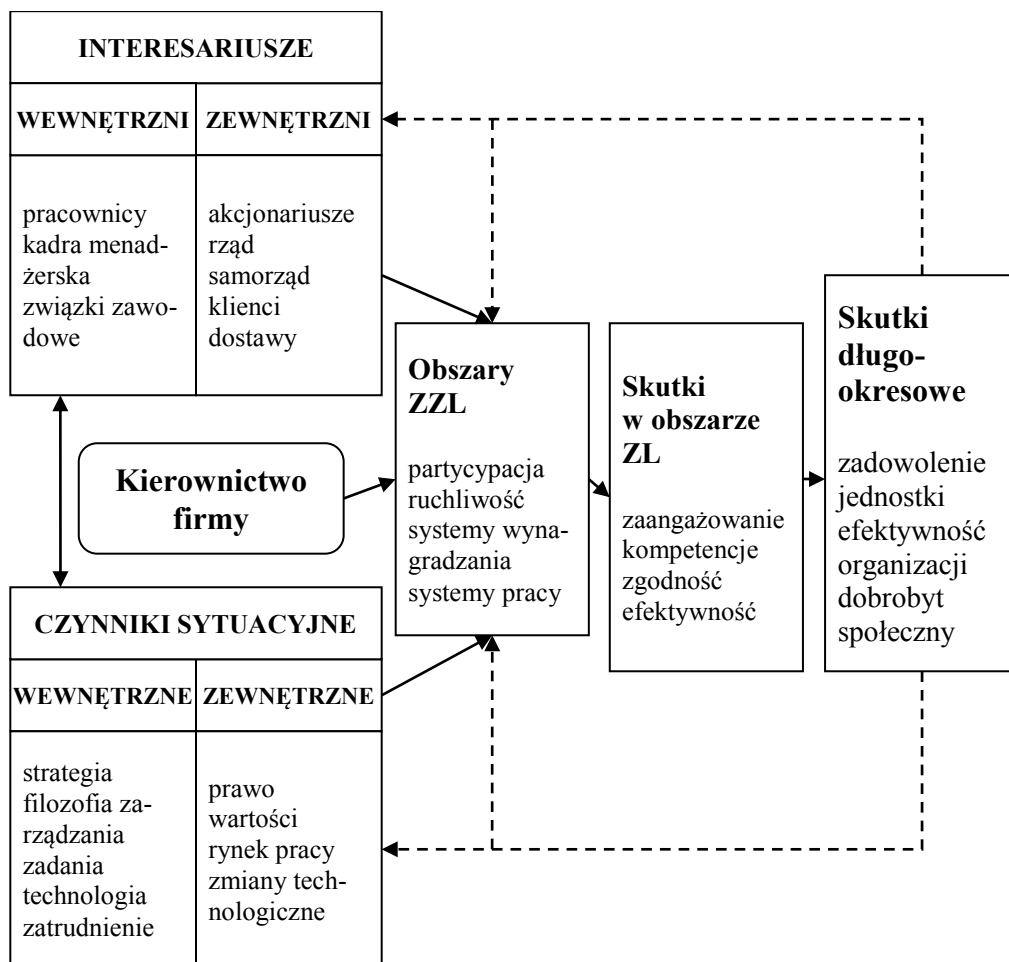 INTERESARIUSZE
WEWNĘTRZNI
ZEWNĘTRZNI
pracownicy
kadra menad-
żerska
związki zawo-
dowe
akcjonariusze
rząd
samorząd
klienci
dostawy
Kierownictwo
firmy
Obszary
ZZL
partycypacja
ruchliwość
systemy wyna-
gradzania
systemy pracy
Skutki
w obszarze
ZL
zaangażowanie
kompetencje
zgodność
efektywność
Skutki
długo-
okresowe
zadowolenie
jednostki
efektywność
organizacji
dobrobyt
społeczny
CZYNNIKI SYTUACYJNE
WEWNĘTRZNE
ZEWNĘTRZNE
strategia
filozofia za-
rządzania
zadania
technologia
zatrudnienie
prawo
wartości
rynek pracy
zmiany tech-
nologiczne